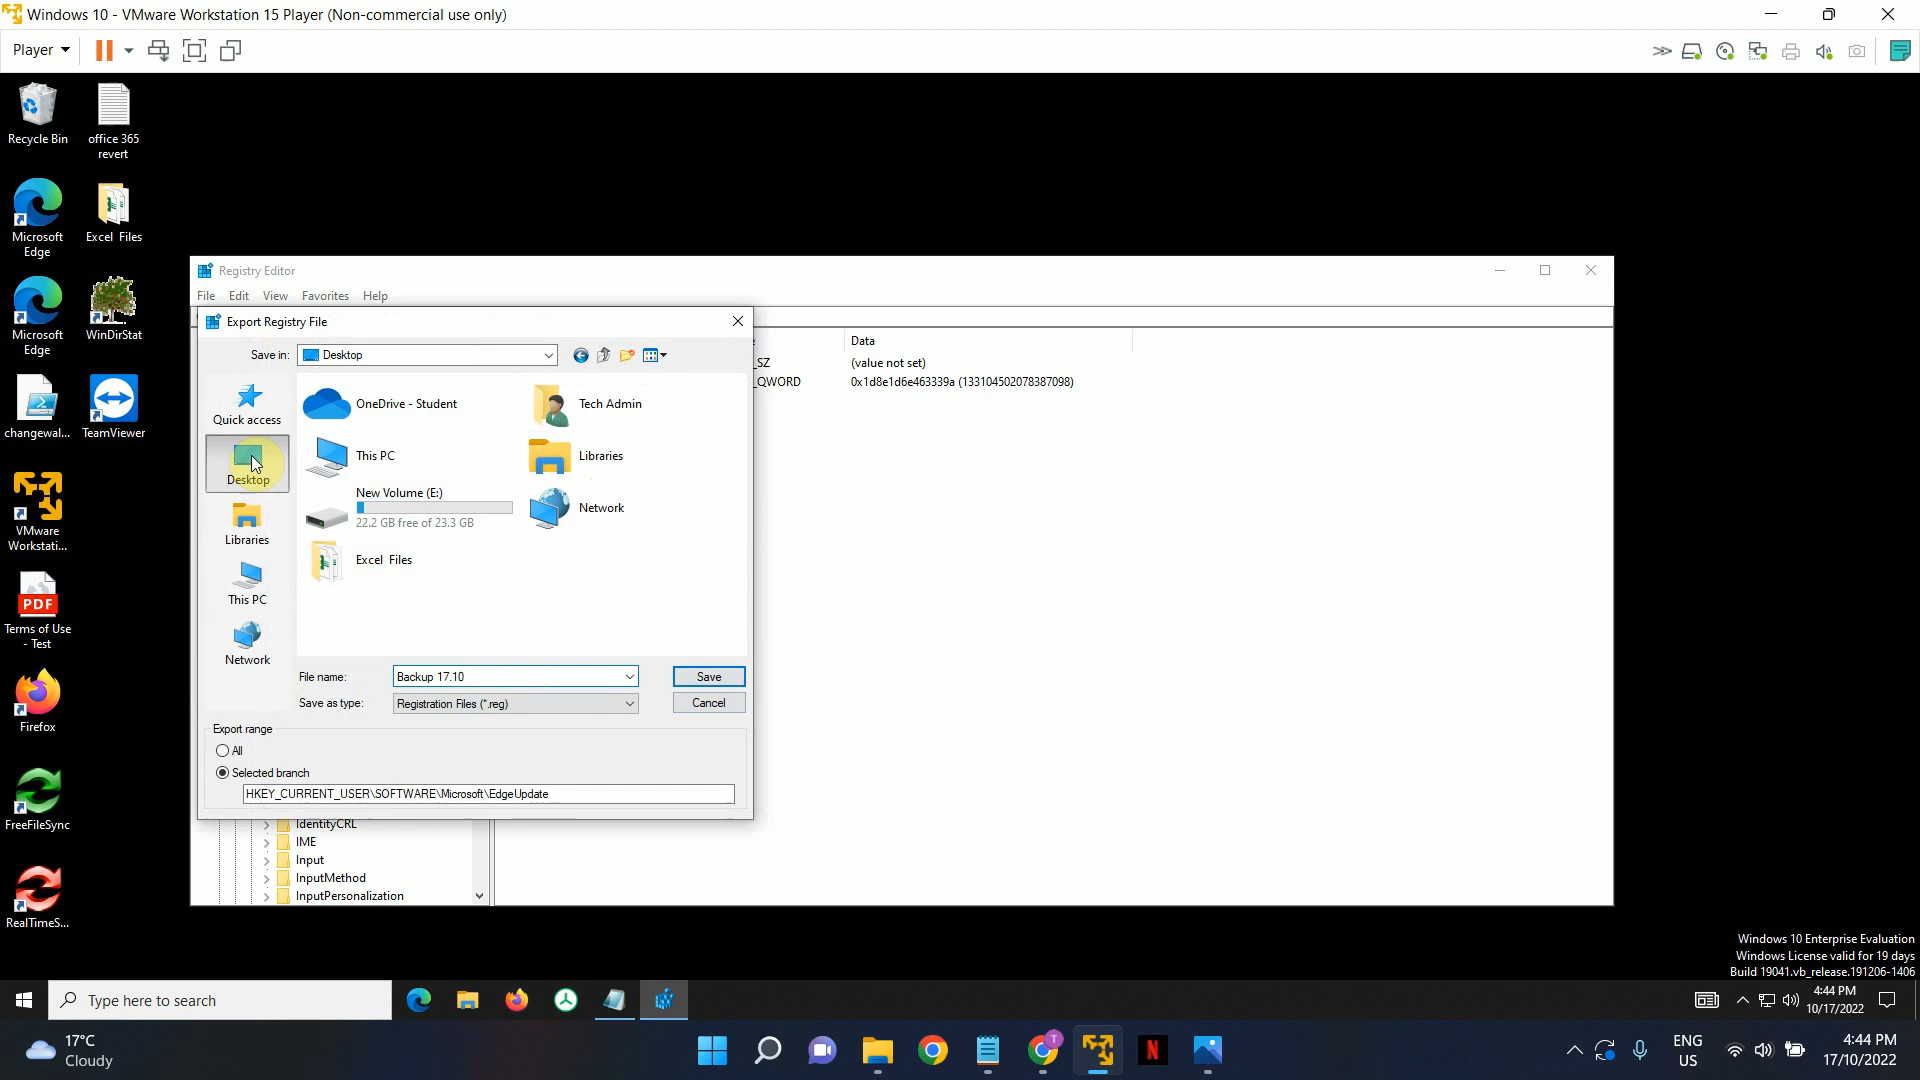 Windows 10 - VMware Workstation 15 Player (Non-commercial use only)
Player
Recycle Bin
office 365
revert
Microsoft
Edge
Excel Files
Microsoft
Edge
WinDirStat
changewal...
TeamViewer
VMware
Workstati...
PDF
Terms of Use
- Test
Firefox
FreeFileSync
RealTimeS...
Registry Editor
File Edit View Favorites Help
Export Registry File
Save in:
Desktop
Quick access
Desktop
Libraries
This PC
Network
OneDrive - Student
Tech Admin
This PC
Libraries
New Volume (E:)
22.2 GB free of 23.3 GB
Network
Excel Files
File name:
Backup 17.10
Save
Save as type:
Registration Files (*.reg)
Cancel
Export range
All
Selected branch
HKEY_CURRENT_USER\SOFTWARE\Microsoft\EdgeUpdate
Data
_SZ
(value not set)
_QWORD
0x1d8e1d6e463339a (133104502078387098)
IdentityCRL
IME
Input
InputMethod
InputPersonalization
Windows 10 Enterprise Evaluation
Windows License valid for 19 days
Build 19041.vb_release.191206-1406
Type here to search
4:44 PM
10/17/2022
17°C
Cloudy
T
N
ENG
US
4:44 PM
17/10/2022